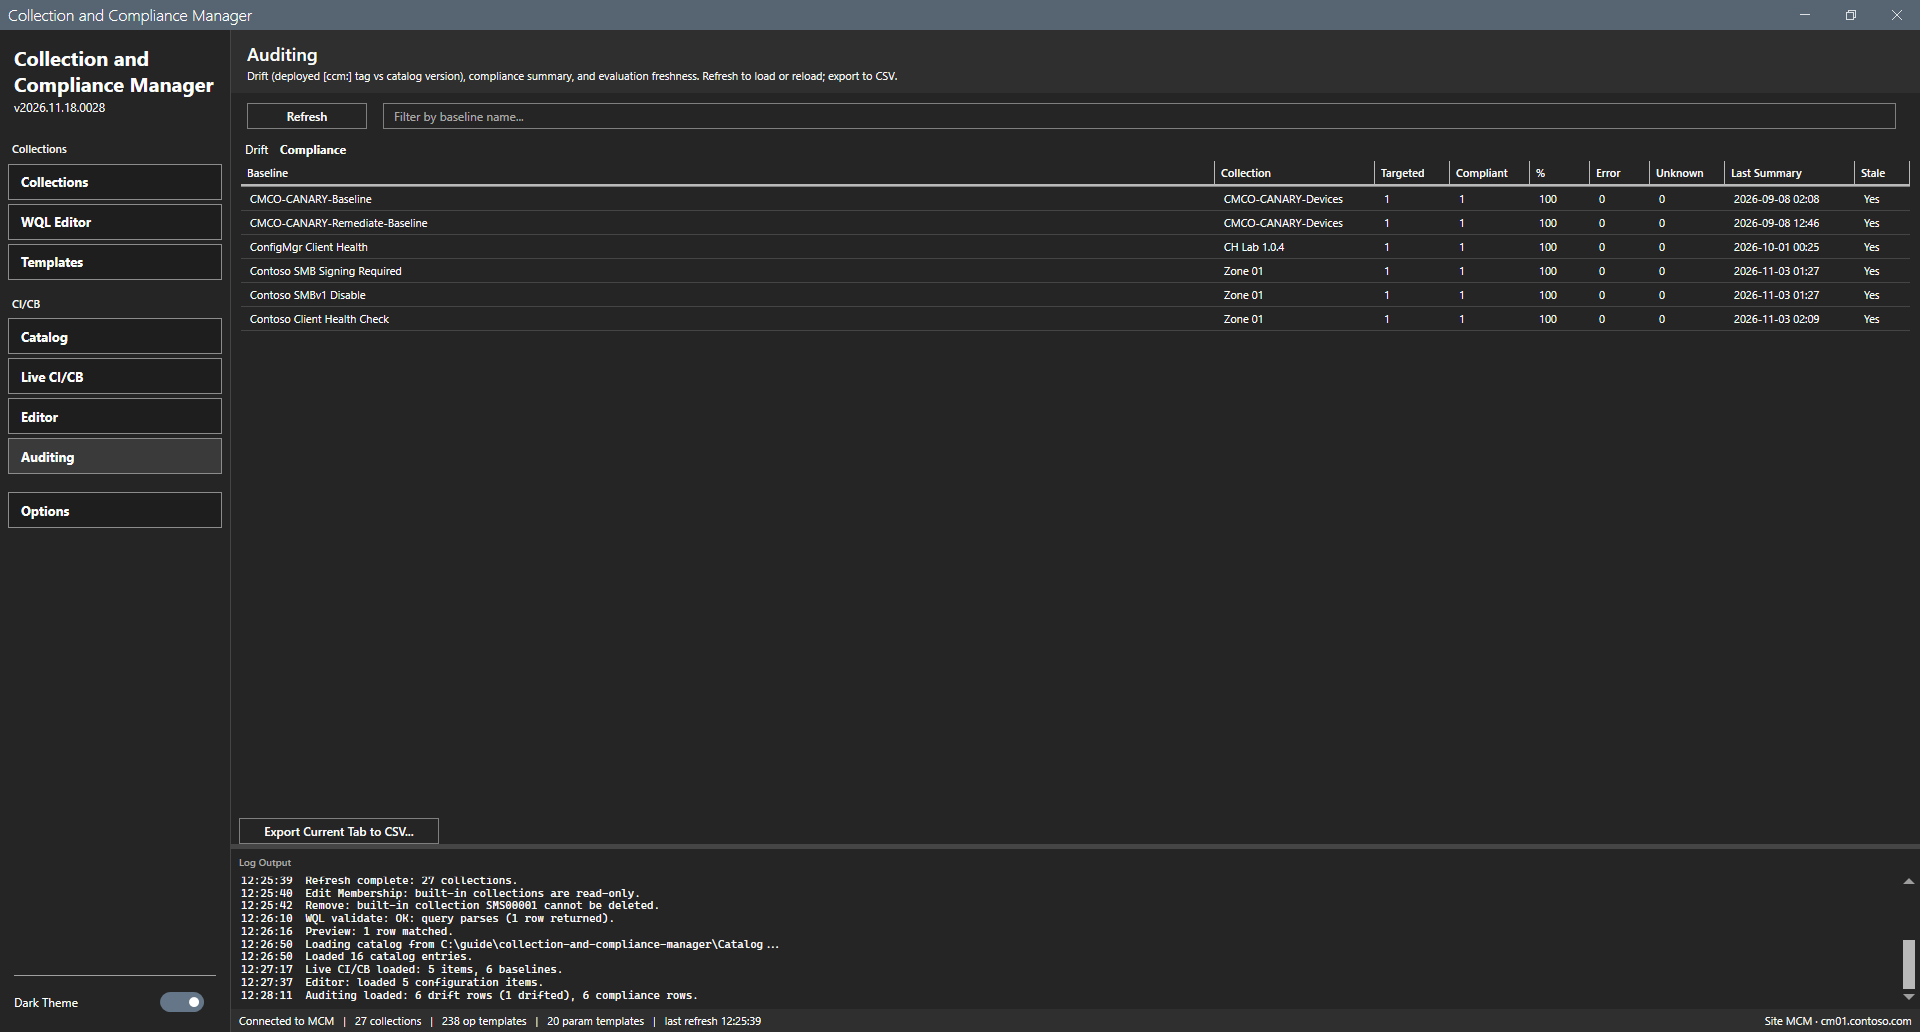 Collection and Compliance Manager
Collection and
Compliance Manager
v2026.11.18.0028
Collections
Collections
WQL Editor
Templates
CI/CB
Catalog
Live CI/CB
Editor
Auditing
Options
Dark Theme
Auditing
Drift (deployed [ccm:] tag vs catalog version), compliance summary, and evaluation freshness. Refresh to load or reload; export to CSV.
Refresh
Filter by baseline name...
Drift Compliance
Baseline Collection Targeted Compliant % Error Unknown Last Summary Stale
CMCO-CANARY-Baseline CMCO-CANARY-Devices 1 1 100 0 0 2026-09-08 02:08 Yes
CMCO-CANARY-Remediate-Baseline CMCO-CANARY-Devices 1 1 100 0 0 2026-09-08 12:46 Yes
ConfigMgr Client Health CH Lab 1.0.4 1 1 100 0 0 2026-10-01 00:25 Yes
Contoso SMB Signing Required Zone 01 1 1 100 0 0 2026-11-03 01:27 Yes
Contoso SMBv1 Disable Zone 01 1 1 100 0 0 2026-11-03 01:27 Yes
Contoso Client Health Check Zone 01 1 1 100 0 0 2026-11-03 02:09 Yes
Export Current Tab to CSV...
Log Output
12:25:39 Refresh complete: 27 collections.
12:25:40 Edit Membership: built-in collections are read-only.
12:25:42 Remove: built-in collection SMS00001 cannot be deleted.
12:26:10 WQL validate: OK: query parses (1 row returned).
12:26:16 Preview: 1 row matched.
12:26:50 Loading catalog from C:\guide\collection-and-compliance-manager\Catalog ...
12:26:50 Loaded 16 catalog entries.
12:27:17 Live CI/CB loaded: 5 items, 6 baselines.
12:27:37 Editor: loaded 5 configuration items.
12:28:11 Auditing loaded: 6 drift rows (1 drifted), 6 compliance rows.
Connected to MCM | 27 collections | 238 op templates | 20 param templates | last refresh 12:25:39
Site MCM · cm01.contoso.com